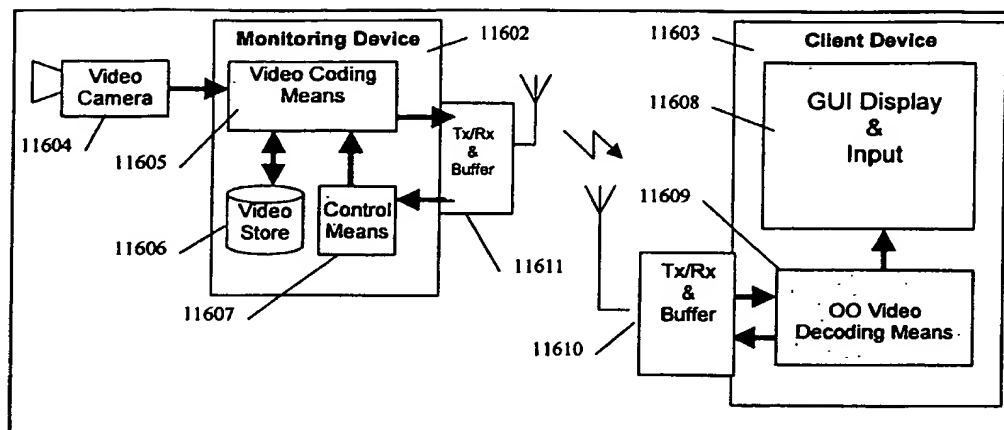 Monitoring Device
11602
Video
Camera
11604
Video Coding
Means
11605
Video
Store
11606
Control
Means
11607
Tx/Rx
&
Buffer
11611
11603
Client Device
GUI Display
&
Input
11608
11609
Tx/Rx
&
Buffer
11610
OO Video
Decoding Means